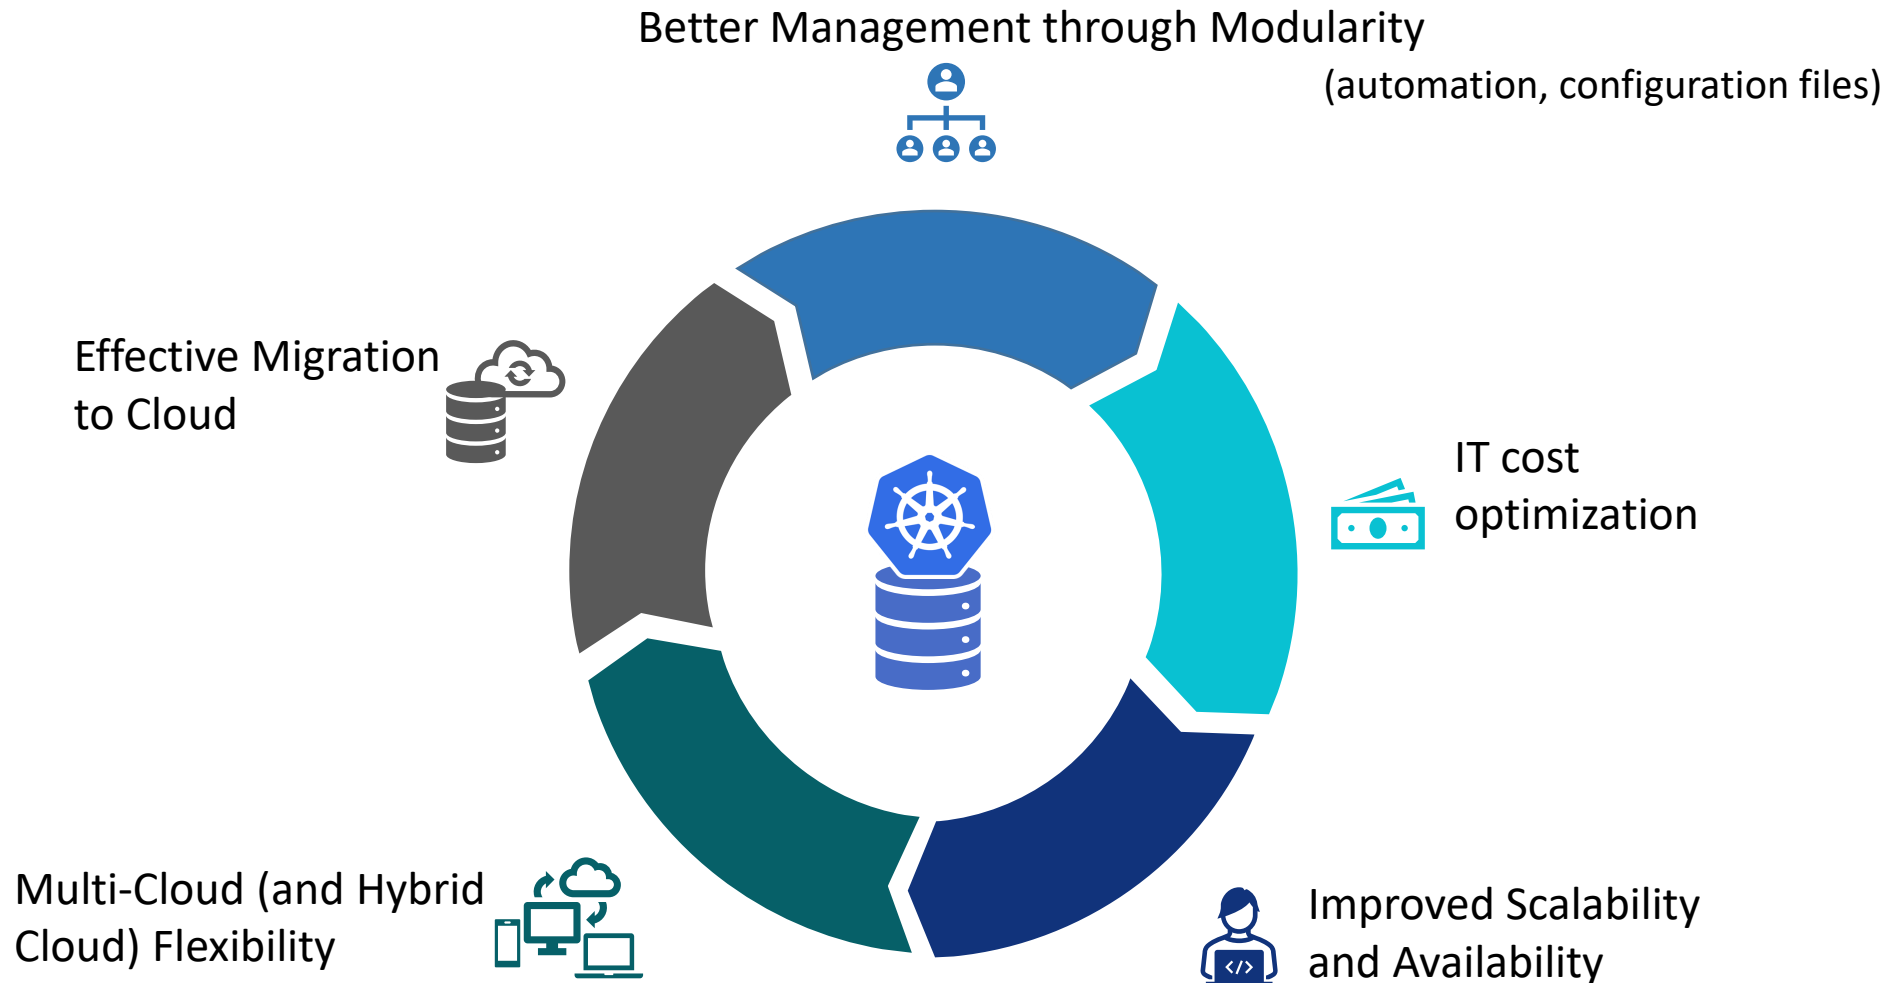 Better Management through Modularity
(automation, configuration files)
Effective Migration
to Cloud
IT cost
optimization
Multi-Cloud (and Hybrid
Cloud) Flexibility
Improved Scalability
and Availability
</>